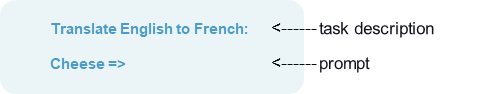 Translate English to French: <------ task description
Cheese => <------ prompt